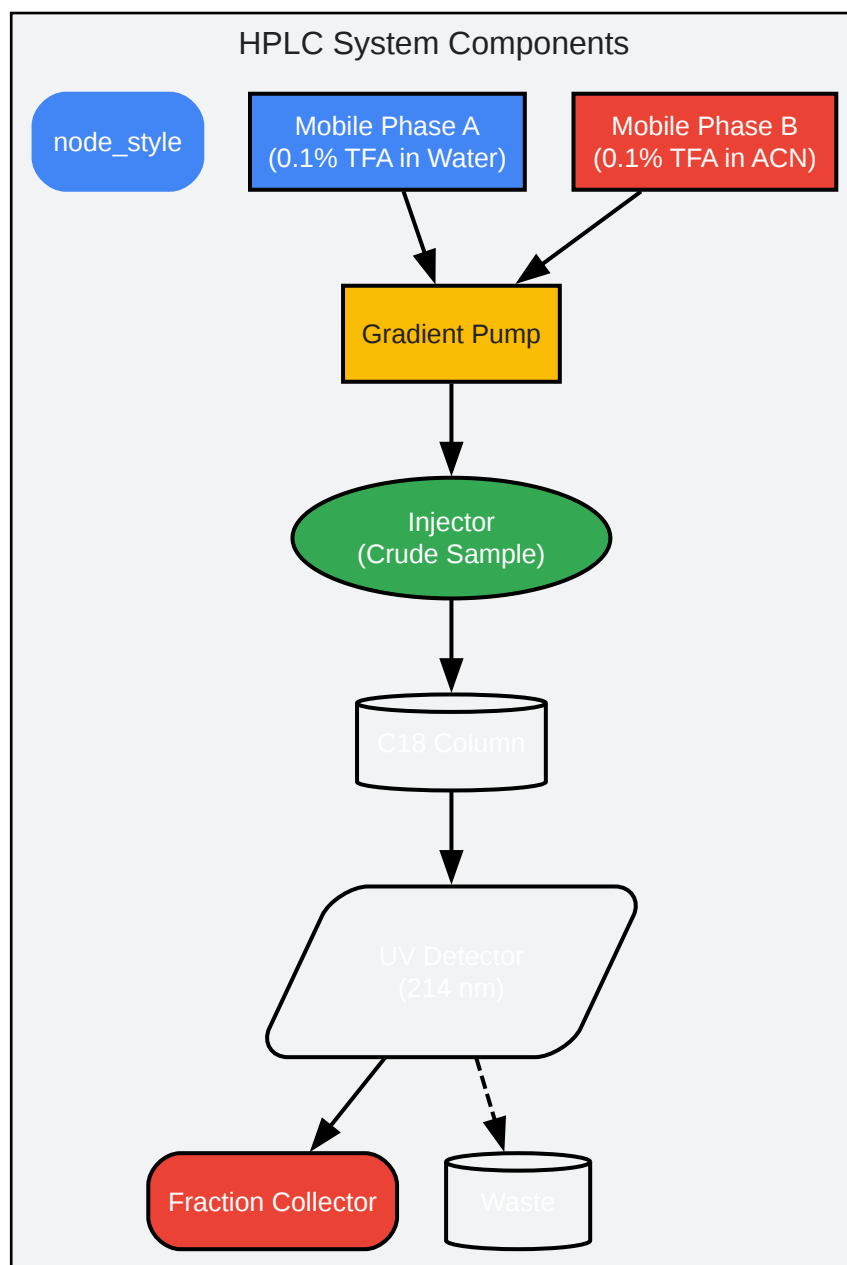 HPLC System Components
node_style
Mobile Phase A
(0.1% TFA in Water)
Mobile Phase B
(0.1% TFA in ACN)
Gradient Pump
Injector
(Crude Sample)
C18 Column
UV Detector
(214 nm)
Fraction Collector
Waste